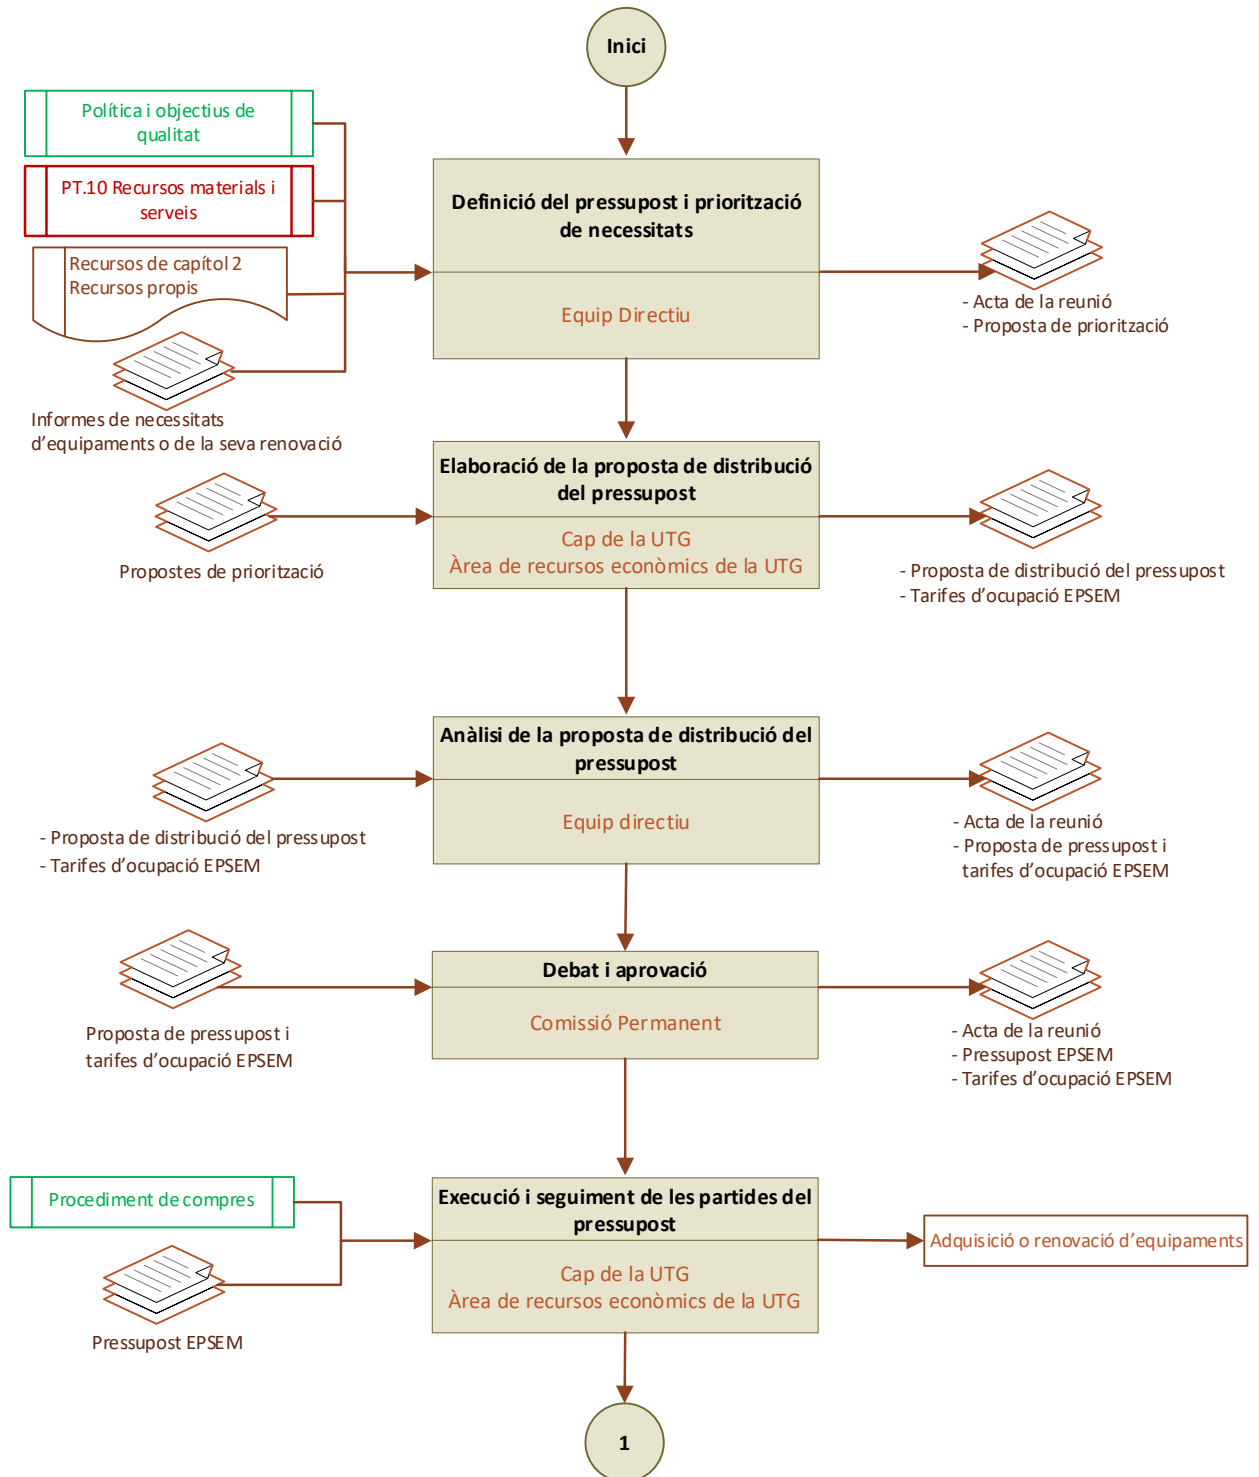 Inici
Política i objectius de
qualitat
PT.10 Recursos materials i
serveis
Recursos de capítol 2
Recursos propis
Informes de necessitats
d’equipaments o de la seva renovació
Definició del pressupost i priorització
de necessitats
Equip Directiu
- Acta de la reunió
- Proposta de priorització
Propostes de priorització
Elaboració de la proposta de distribució
del pressupost
Cap de la UTG
Àrea de recursos econòmics de la UTG
- Proposta de distribució del pressupost
- Tarifes d’ocupació EPSEM
- Proposta de distribució del pressupost
- Tarifes d’ocupació EPSEM
Anàlisi de la proposta de distribució del
pressupost
Equip directiu
- Acta de la reunió
- Proposta de pressupost i
tarifes d’ocupació EPSEM
Proposta de pressupost i
tarifes d’ocupació EPSEM
Debat i aprovació
Comissió Permanent
- Acta de la reunió
- Pressupost EPSEM
- Tarifes d’ocupació EPSEM
Procediment de compres
Pressupost EPSEM
Execució i seguiment de les partides del
pressupost
Cap de la UTG
Àrea de recursos econòmics de la UTG
Adquisició o renovació d’equipaments
1